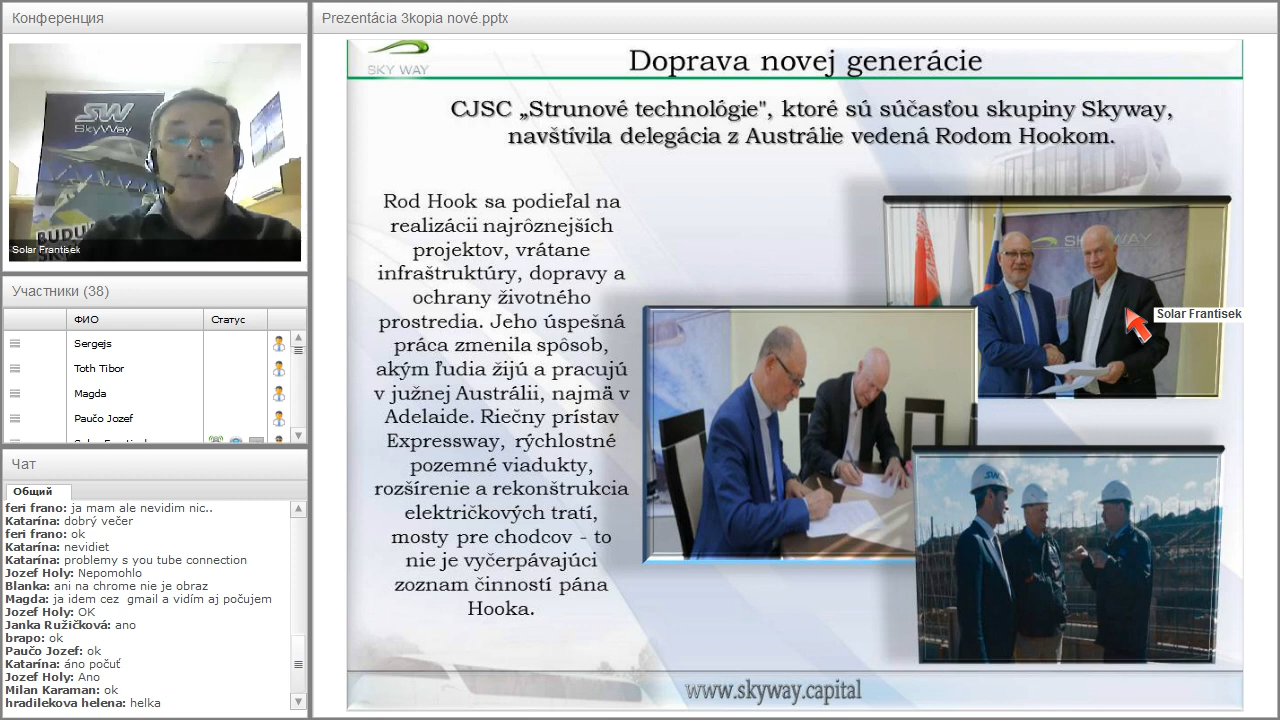 Конференция
SW
SkyWay
BUDU
SK
Solar Frantisek
Участники (38)
ФИО
Статус
Sergejs
Toth Tibor
Magda
Paučo Jozef
Чат
Общий
feri frano: ja mam ale nevidim nic..
Katarína: dobrý večer
feri frano: ok
Katarína: nevidiet
Katarína: problemy s you tube connection
Jozef Holy: Nepomohlo
Blanka: ani na chrome nie je obraz
Magda: ja idem cez gmail a vidím aj počujem
Jozef Holy: OK
Janka Ružičková: ano
brapo: ok
Paučo Jozef: ok
Katarína: áno počuť
Jozef Holy: Ano
Milan Karaman: ok
hradilekova helena: helka
Prezentácia 3kopia nové.pptx
SKY WAY
Doprava novej generácie
CJSC „Strunové technológie", ktoré sú súčasťou skupiny Skyway,
navštívila delegácia z Austrálie vedená Rodom Hookom.
Rod Hook sa podieľal na
realizácii najrôznejších
projektov, vrátane
infraštruktúry, dopravy a
ochrany životného
prostredia. Jeho úspešná
práca zmenila spôsob,
akým ľudia žijú a pracujú
v južnej Austrálii, najmä v
Adelaide. Riečny prístav
Expressway, rýchlostné
pozemné viadukty,
rozšírenie a rekonštrukcia
električkových tratí,
mosty pre chodcov - to
nie je vyčerpávajúci
zoznam činností pána
Hooka.
SKY WAY
Solar Frantisek
SW
www.skyway.capital